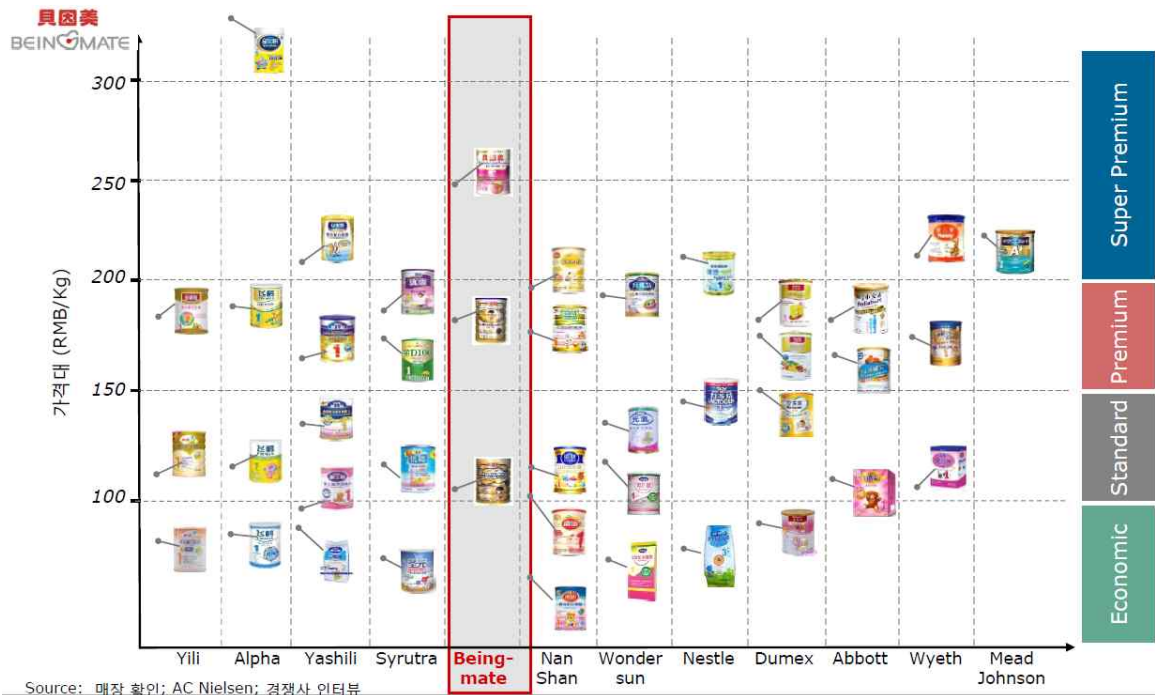 貝因美
BEINGMATE
가격대 (RMB/Kg)
300
250
200
150
100
Super Premium
Premium
Standard
Economic
Yili
Alpha
Yashili
Syrutra
Being-
mate
Nan
Shan
Wonder
sun
Nestle
Dumex
Abbott
Wyeth
Mead
Johnson
Source: 매장 확인; AC Nielsen; 경쟁사 인터뷰